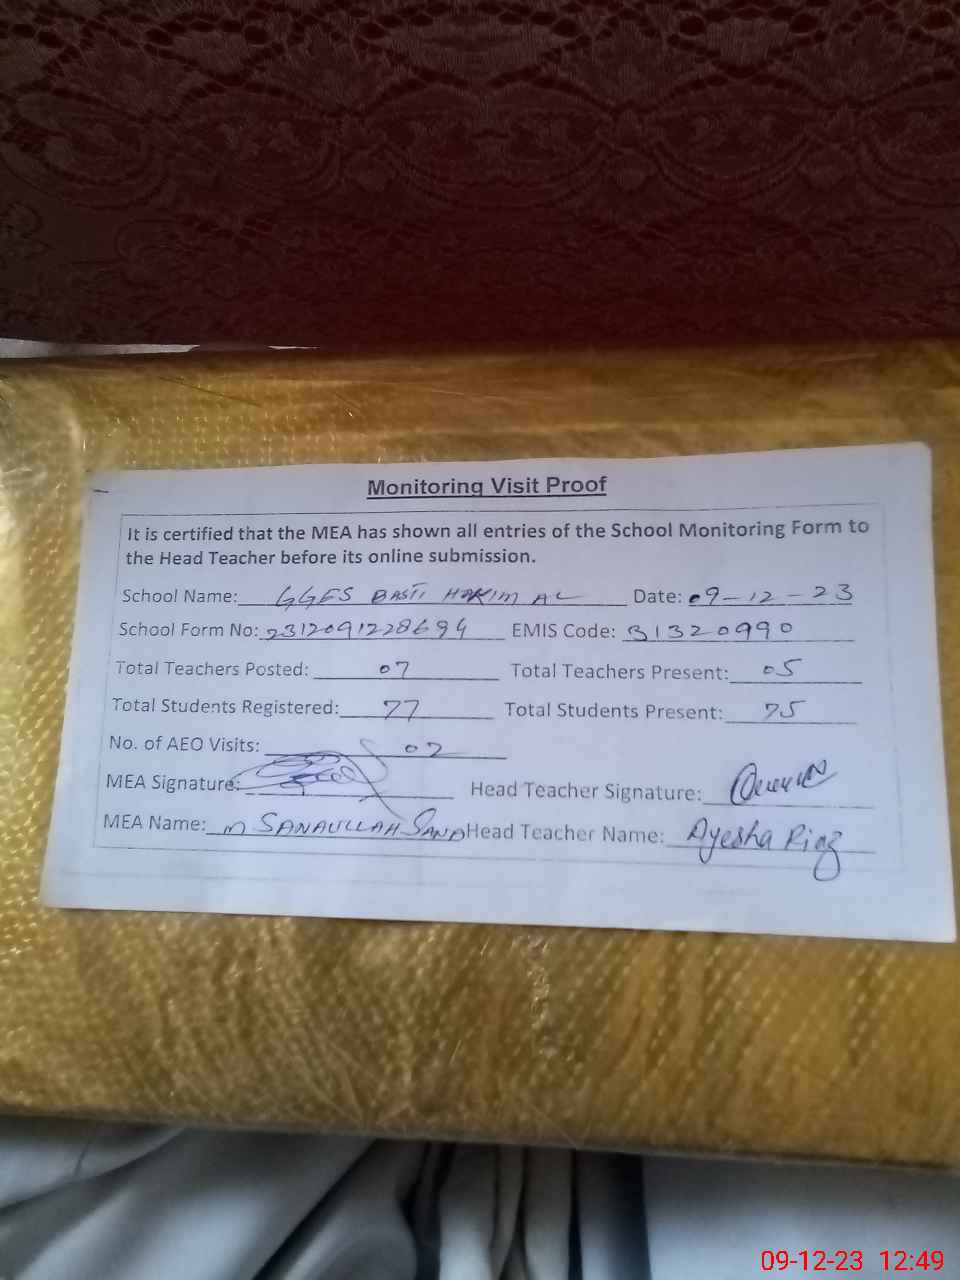 Monitoring Visit Proof
It is certified that the MEA has shown all entries of the School Monitoring Form to
the Head Teacher before its online submission.
School Name: GGES BASTI HAKIM AL Date: 09-12-23
School Form No: 2312091228694 EMIS Code: 31320990
Total Teachers Posted: 07 Total Teachers Present: 05
Total Students Registered: 77 Total Students Present: 75
No. of AEO Visits: 02
MEA Signature: Head Teacher Signature:
MEA Name: M SANAULLAH SANA Head Teacher Name: Ayesha Riaz
09-12-23 12:49